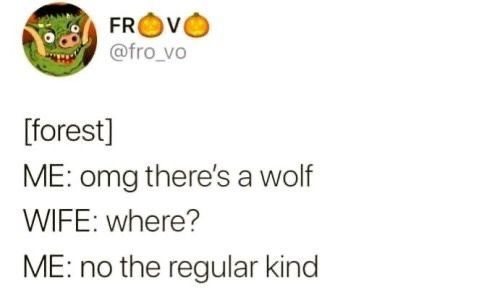 FR🎃V🎃
@fro_vo
[forest]
ME: omg there's a wolf
WIFE: where?
ME: no the regular kind